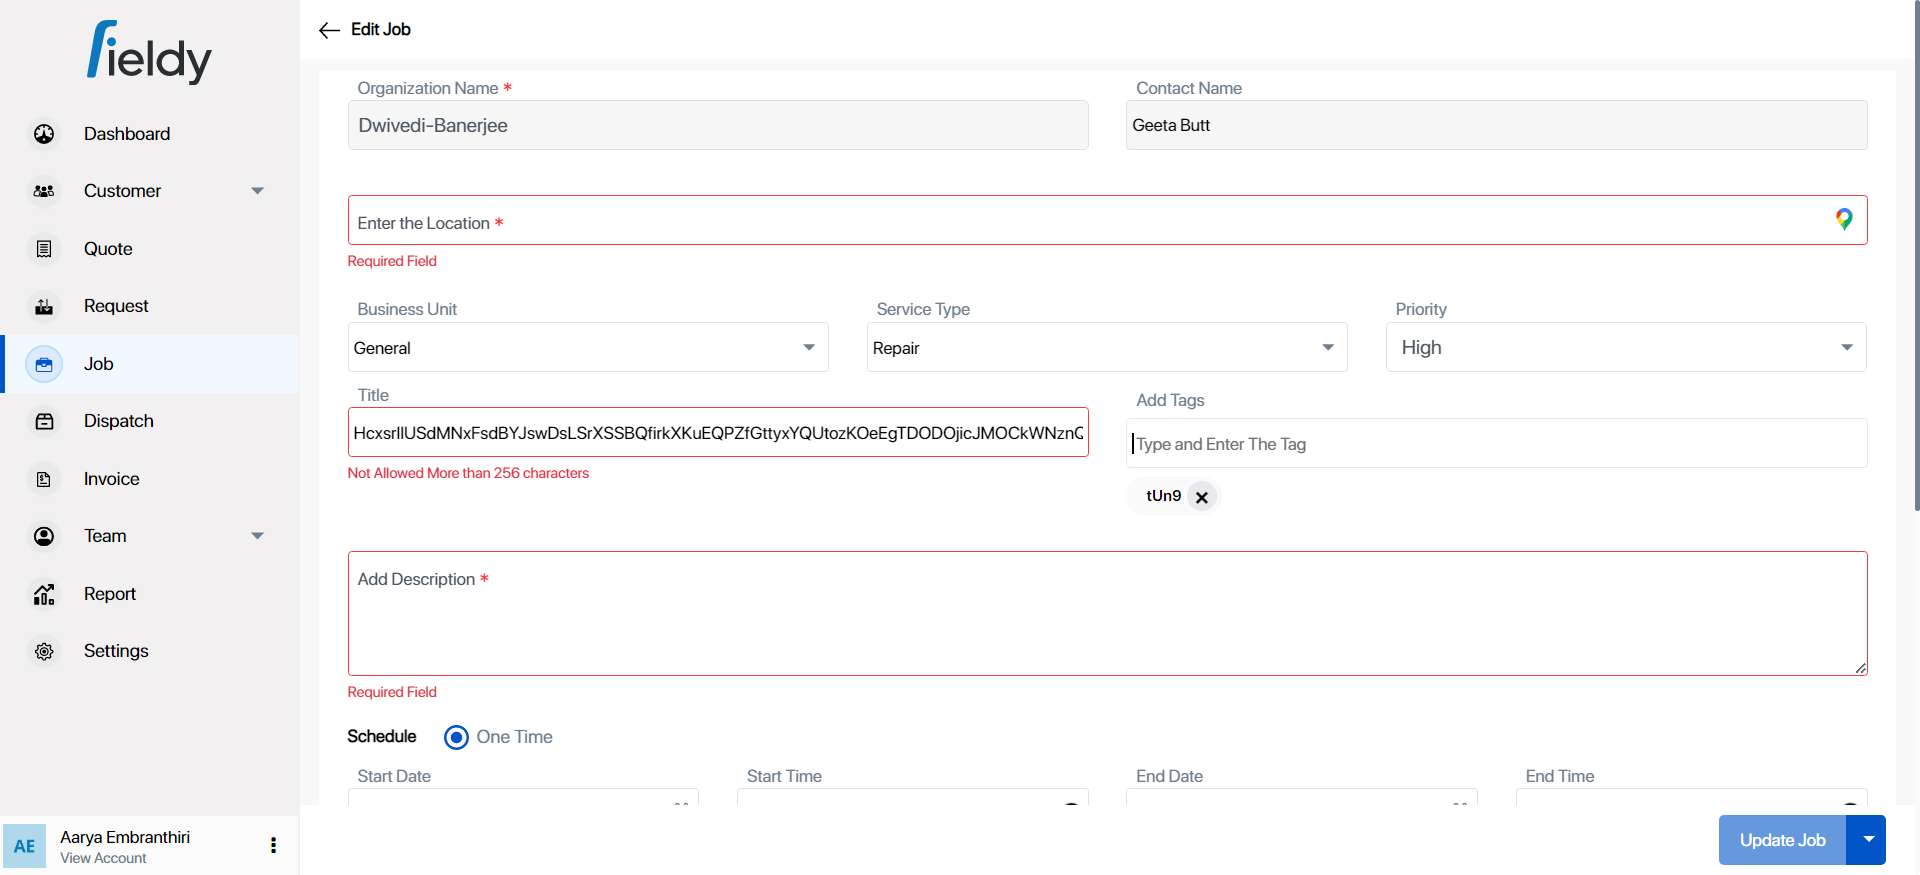 fieldy
Edit Job
Dashboard
Customer
Quote
Request
Job
Dispatch
Invoice
Team
Report
Settings
AE
Aarya Embranthiri
View Account
Organization Name *
Dwivedi-Banerjee
Contact Name
Geeta Butt
Enter the Location *
Required Field
Business Unit
General
Service Type
Repair
Priority
High
Title
Not Allowed More than 256 characters
Add Tags
Type and Enter The Tag
tUn9
Add Description *
Required Field
Schedule
One Time
Start Date
Start Time
End Date
End Time
Update Job